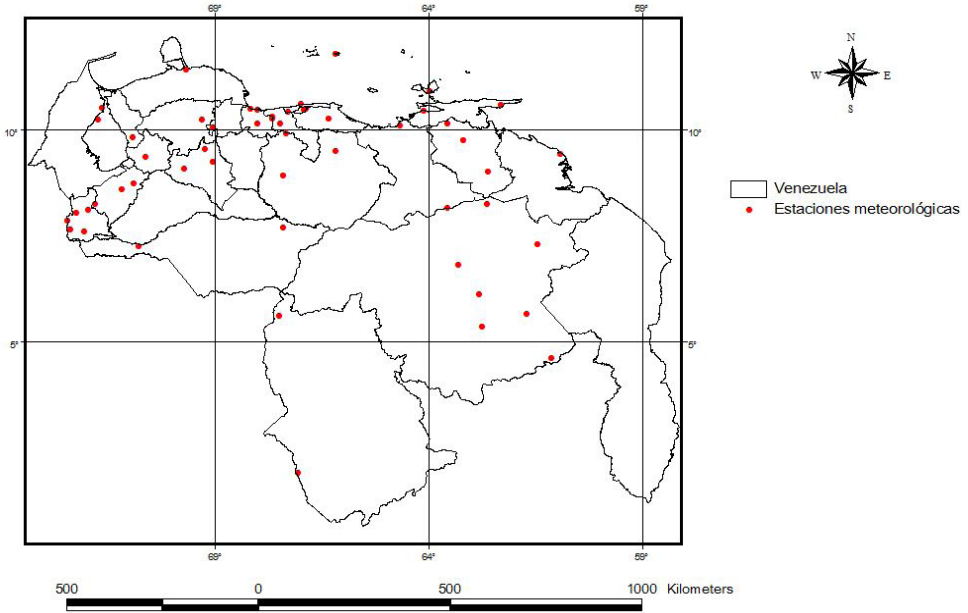 69° 64° 59°
N
W E
S
10° 10°
Venezuela
Estaciones meteorológicas
5° 5°
69° 64° 59°
500 0 500 1000 Kilometers